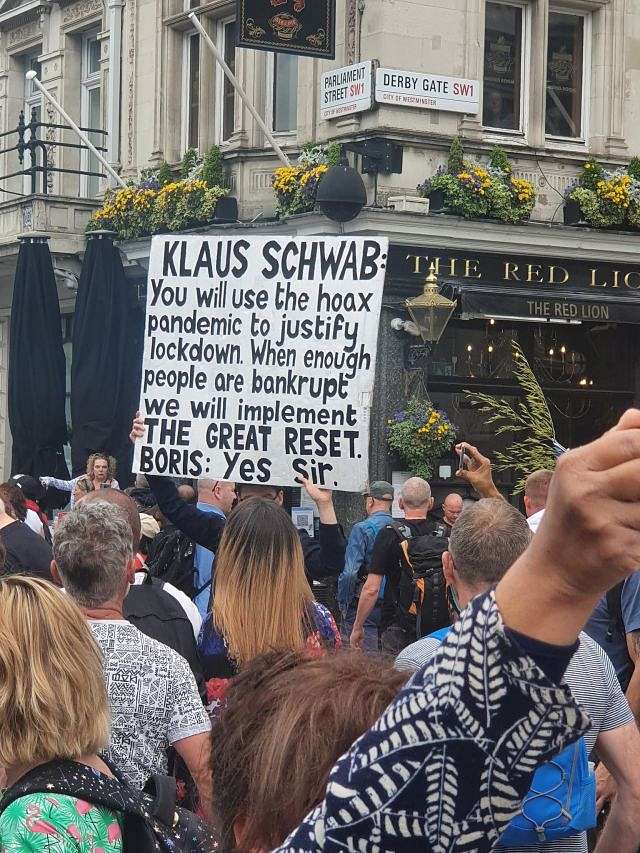 PARLIAMENT
STREET SW1
CITY OF WESTMINSTER
DERBY GATE SW1
CITY OF WESTMINSTER
THE RED LIO
THE RED LION
KLAUS SCHWAB:
You will use the hoax
pandemic to justify
lockdown. When enough
people are bankrupt
we will implement
THE GREAT RESET.
BORIS: Yes Sir.